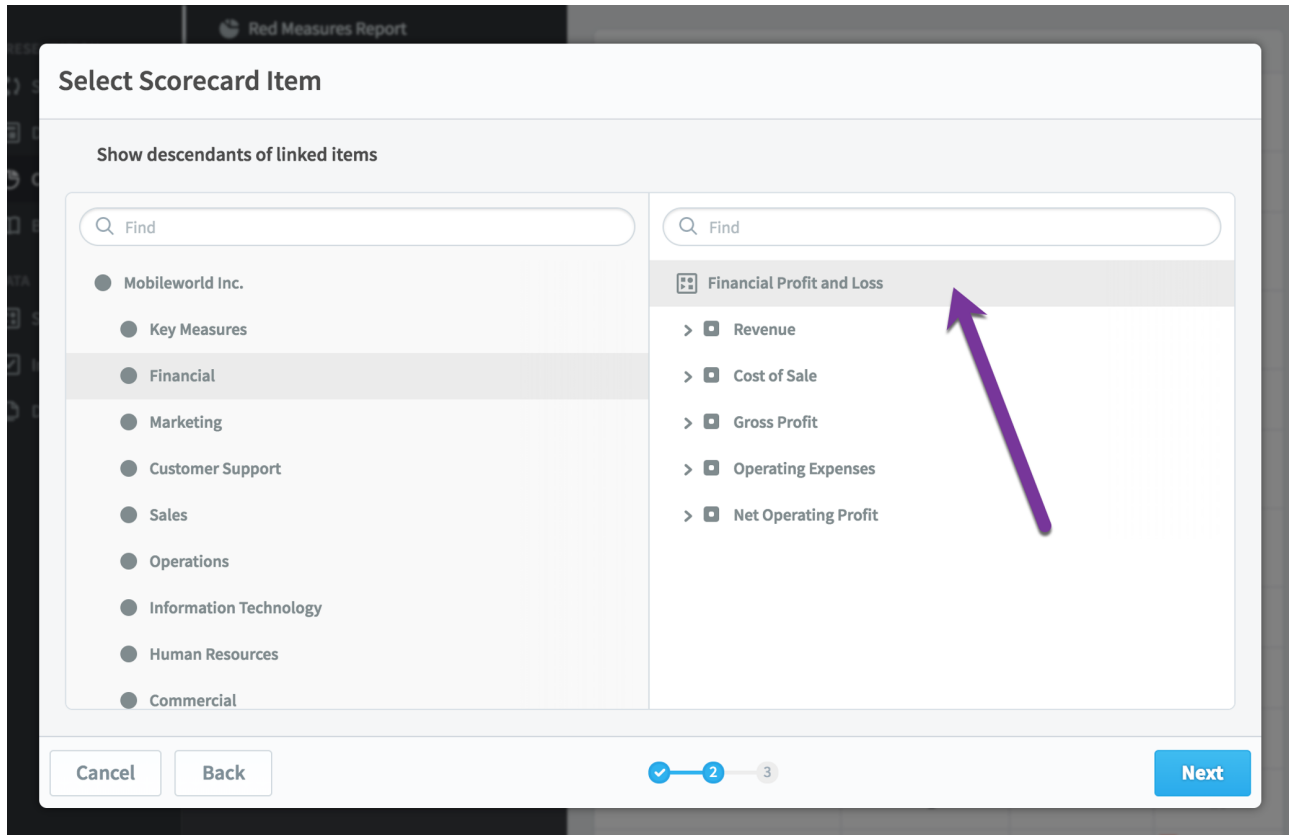 Red Measures Report
Select Scorecard Item
Show descendants of linked items
Find
Mobileworld Inc.
Key Measures
Financial
Marketing
Customer Support
Sales
Operations
Information Technology
Human Resources
Commercial
Find
Financial Profit and Loss
Revenue
Cost of Sale
Gross Profit
Operating Expenses
Net Operating Profit
Cancel
Back
2
3
Next